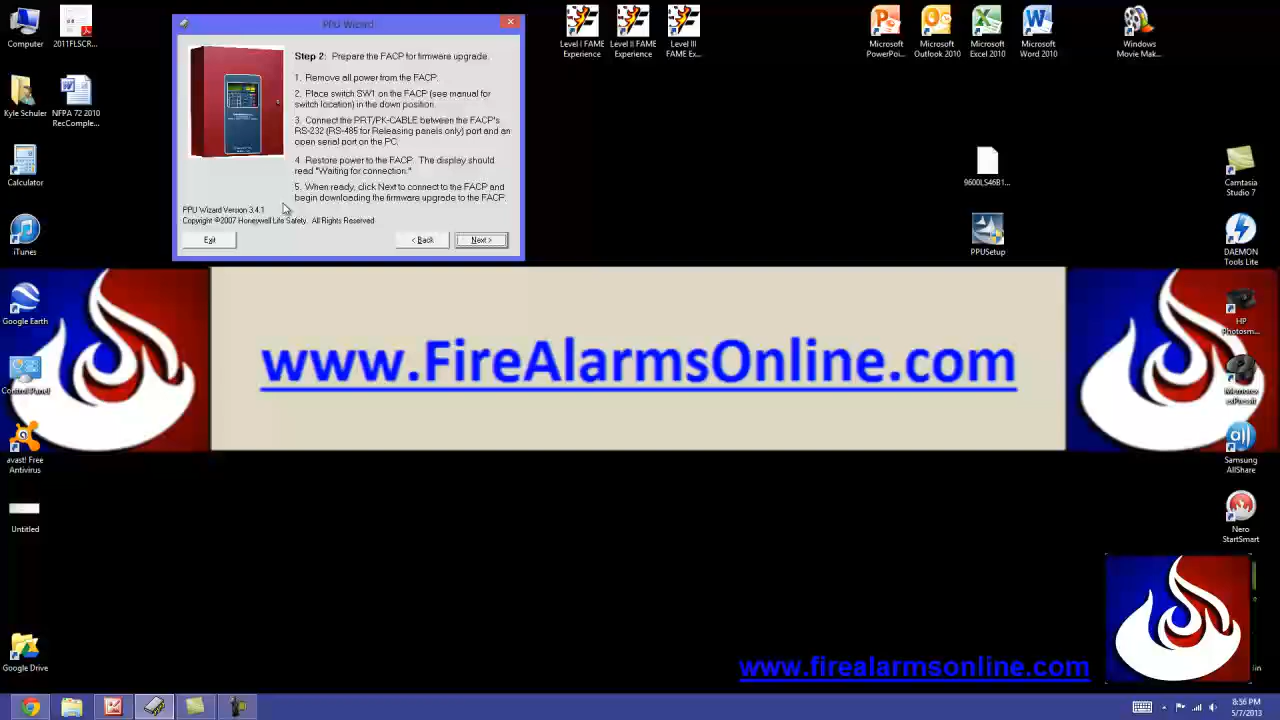 PPU Wizard
Step 2: Prepare the FACP for firmware upgrade.
1. Remove all power from the FACP.
2. Place switch SW1 on the FACP (see manual for
switch location) in the down position.
3. Connect the PRT/PK-CABLE between the FACP's
RS-232 (RS-485 for Releasing panels only) port and an
open serial port on the PC.
4. Restore power to the FACP. The display should
read "Waiting for connection."
5. When ready, click Next to connect to the FACP and
begin downloading the firmware upgrade to the FACP.
PPU Wizard Version 3.4.1
Copyright ©2007 Honeywell Life Safety. All Rights Reserved
Exit
< Back
Next >
Computer
2011FLSCR...
Kyle Schuler
NFPA 72 2010
RecComple...
Calculator
iTunes
Google Earth
Control Panel
avast! Free
Antivirus
Untitled
Google Drive
Level I FAME
Experience
Level II FAME
Experience
Level III
FAME Ex...
Microsoft
PowerPoi...
Microsoft
Outlook 2010
Microsoft
Excel 2010
Microsoft
Word 2010
Windows
Movie Mak...
9600LS46B1...
PPUSetup
Camtasia
Studio 7
DAEMON
Tools Lite
HP
Photosm...
Samsung
AllShare
Nero
StartSmart
www.FireAlarmsOnline.com
www.firealarmsonline.com
8:56 PM
5/7/2013